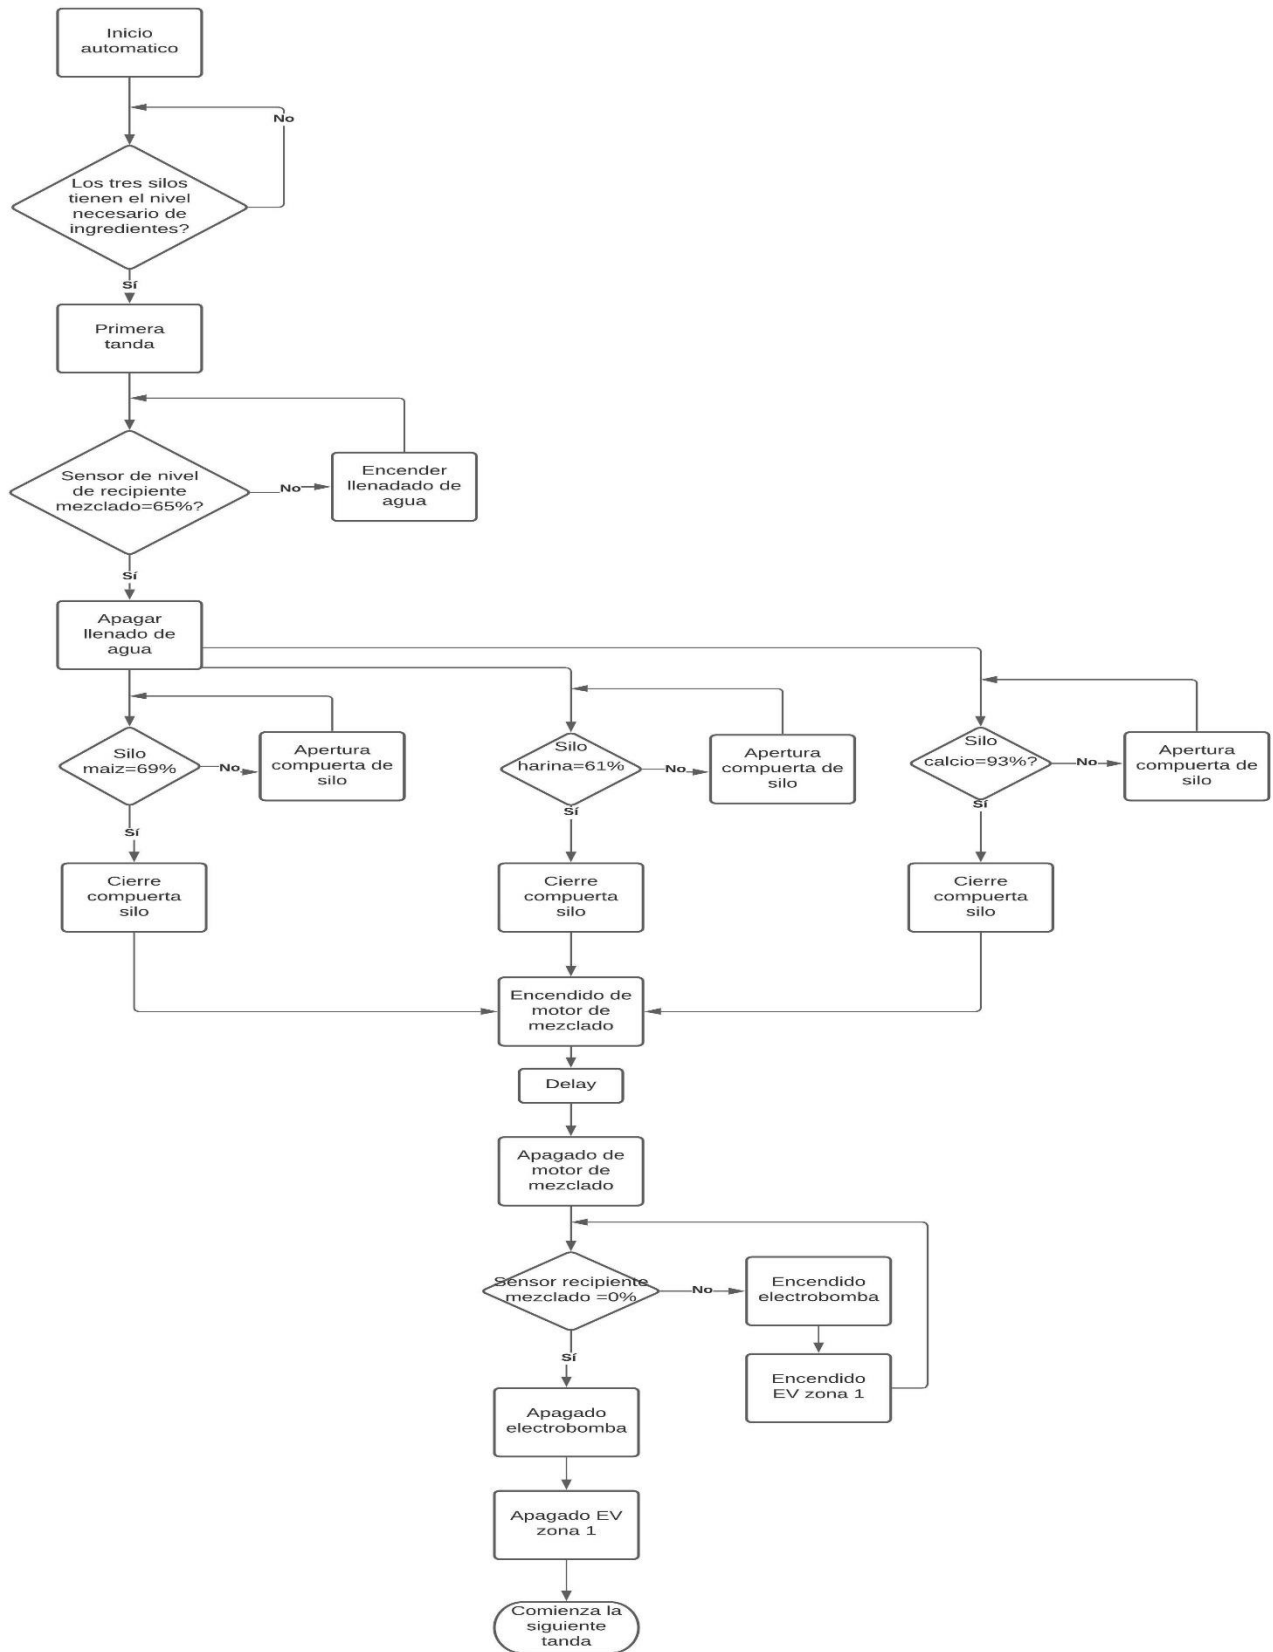 Inicio
automatico
No
Los tres silos
tienen el nivel
necesario de
ingredientes?
Sí
Primera
tanda
Sensor de nivel
de recipiente
mezclado=65%?
No
Encender
llenadado de
agua
Sí
Apagar
llenado de
agua
Silo
maiz=69%
No
Apertura
compuerta de
silo
Silo
harina=61%
No
Apertura
compuerta de
silo
Silo
calcio=93%?
No
Apertura
compuerta de
silo
Sí
Sí
Sí
Cierre
compuerta
silo
Cierre
compuerta
silo
Cierre
compuerta
silo
Encendido de
motor de
mezclado
Delay
Apagado de
motor de
mezclado
Sensor recipiente
mezclado =0%
No
Encendido
electrobomba
Encendido
EV zona 1
Sí
Apagado
electrobomba
Apagado EV
zona 1
Comienza la
siguiente
tanda